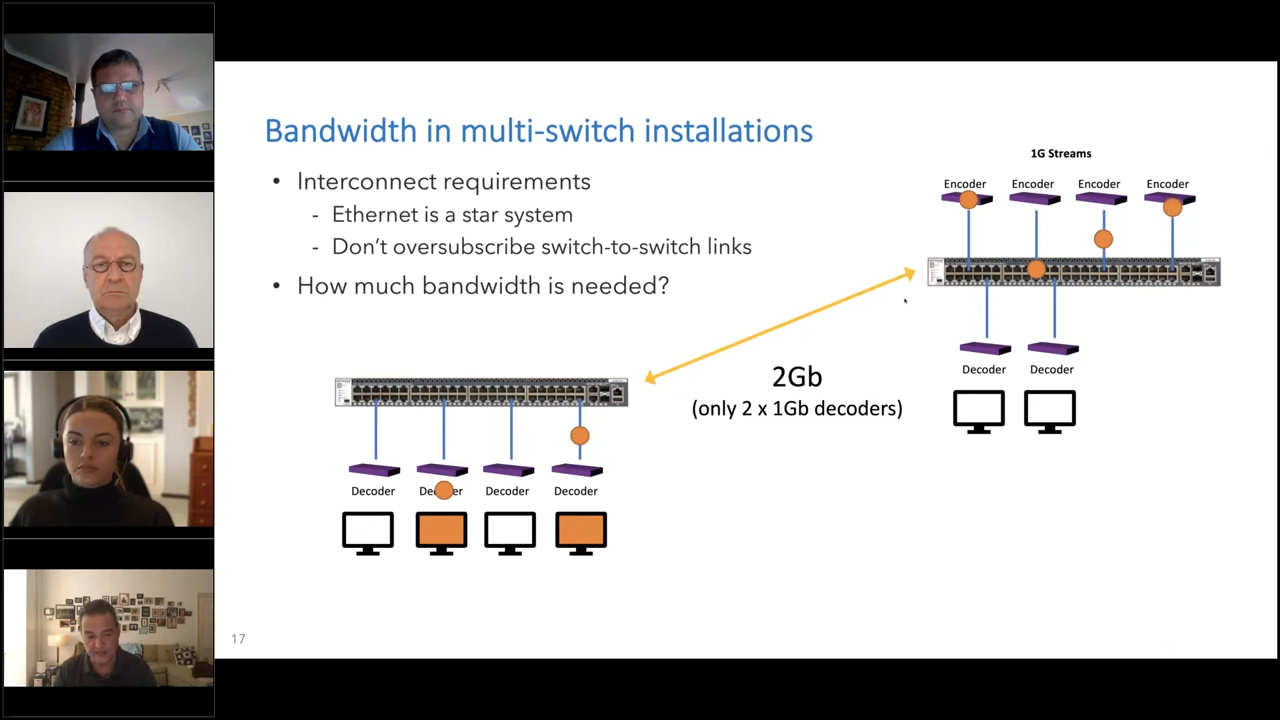 Bandwidth in multi-switch installations
• Interconnect requirements
- Ethernet is a star system
- Don't oversubscribe switch-to-switch links
• How much bandwidth is needed?
1G Streams
Encoder Encoder Encoder Encoder
Decoder Decoder
2Gb
(only 2 x 1Gb decoders)
Decoder Decoder Decoder
17